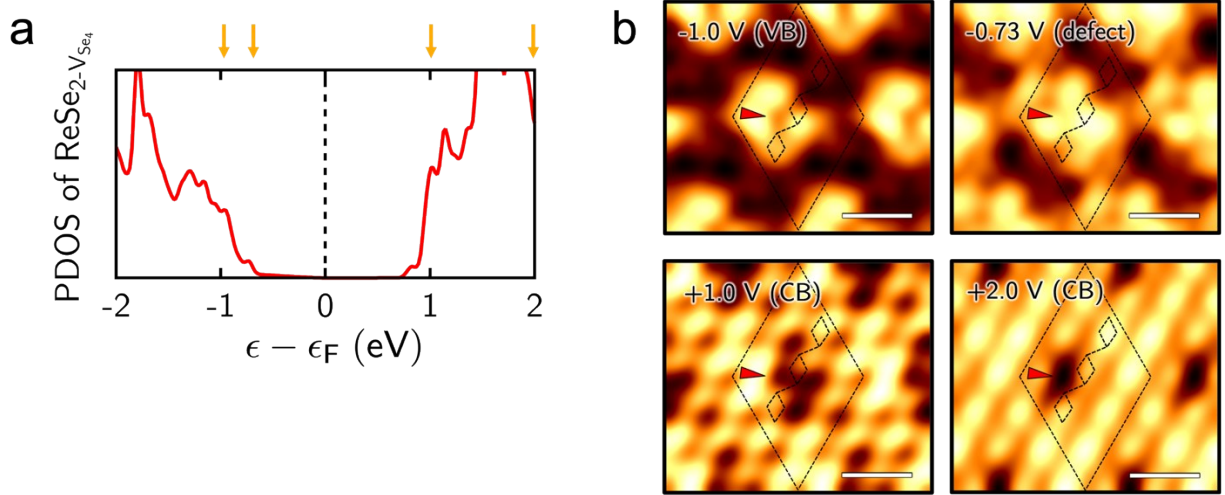 a
PDOS of ReSe2-VSe4
-2
-1
0
1
2
ϵ − ϵF (eV)
b
-1.0 V (VB)
-0.73 V (defect)
+1.0 V (CB)
+2.0 V (CB)